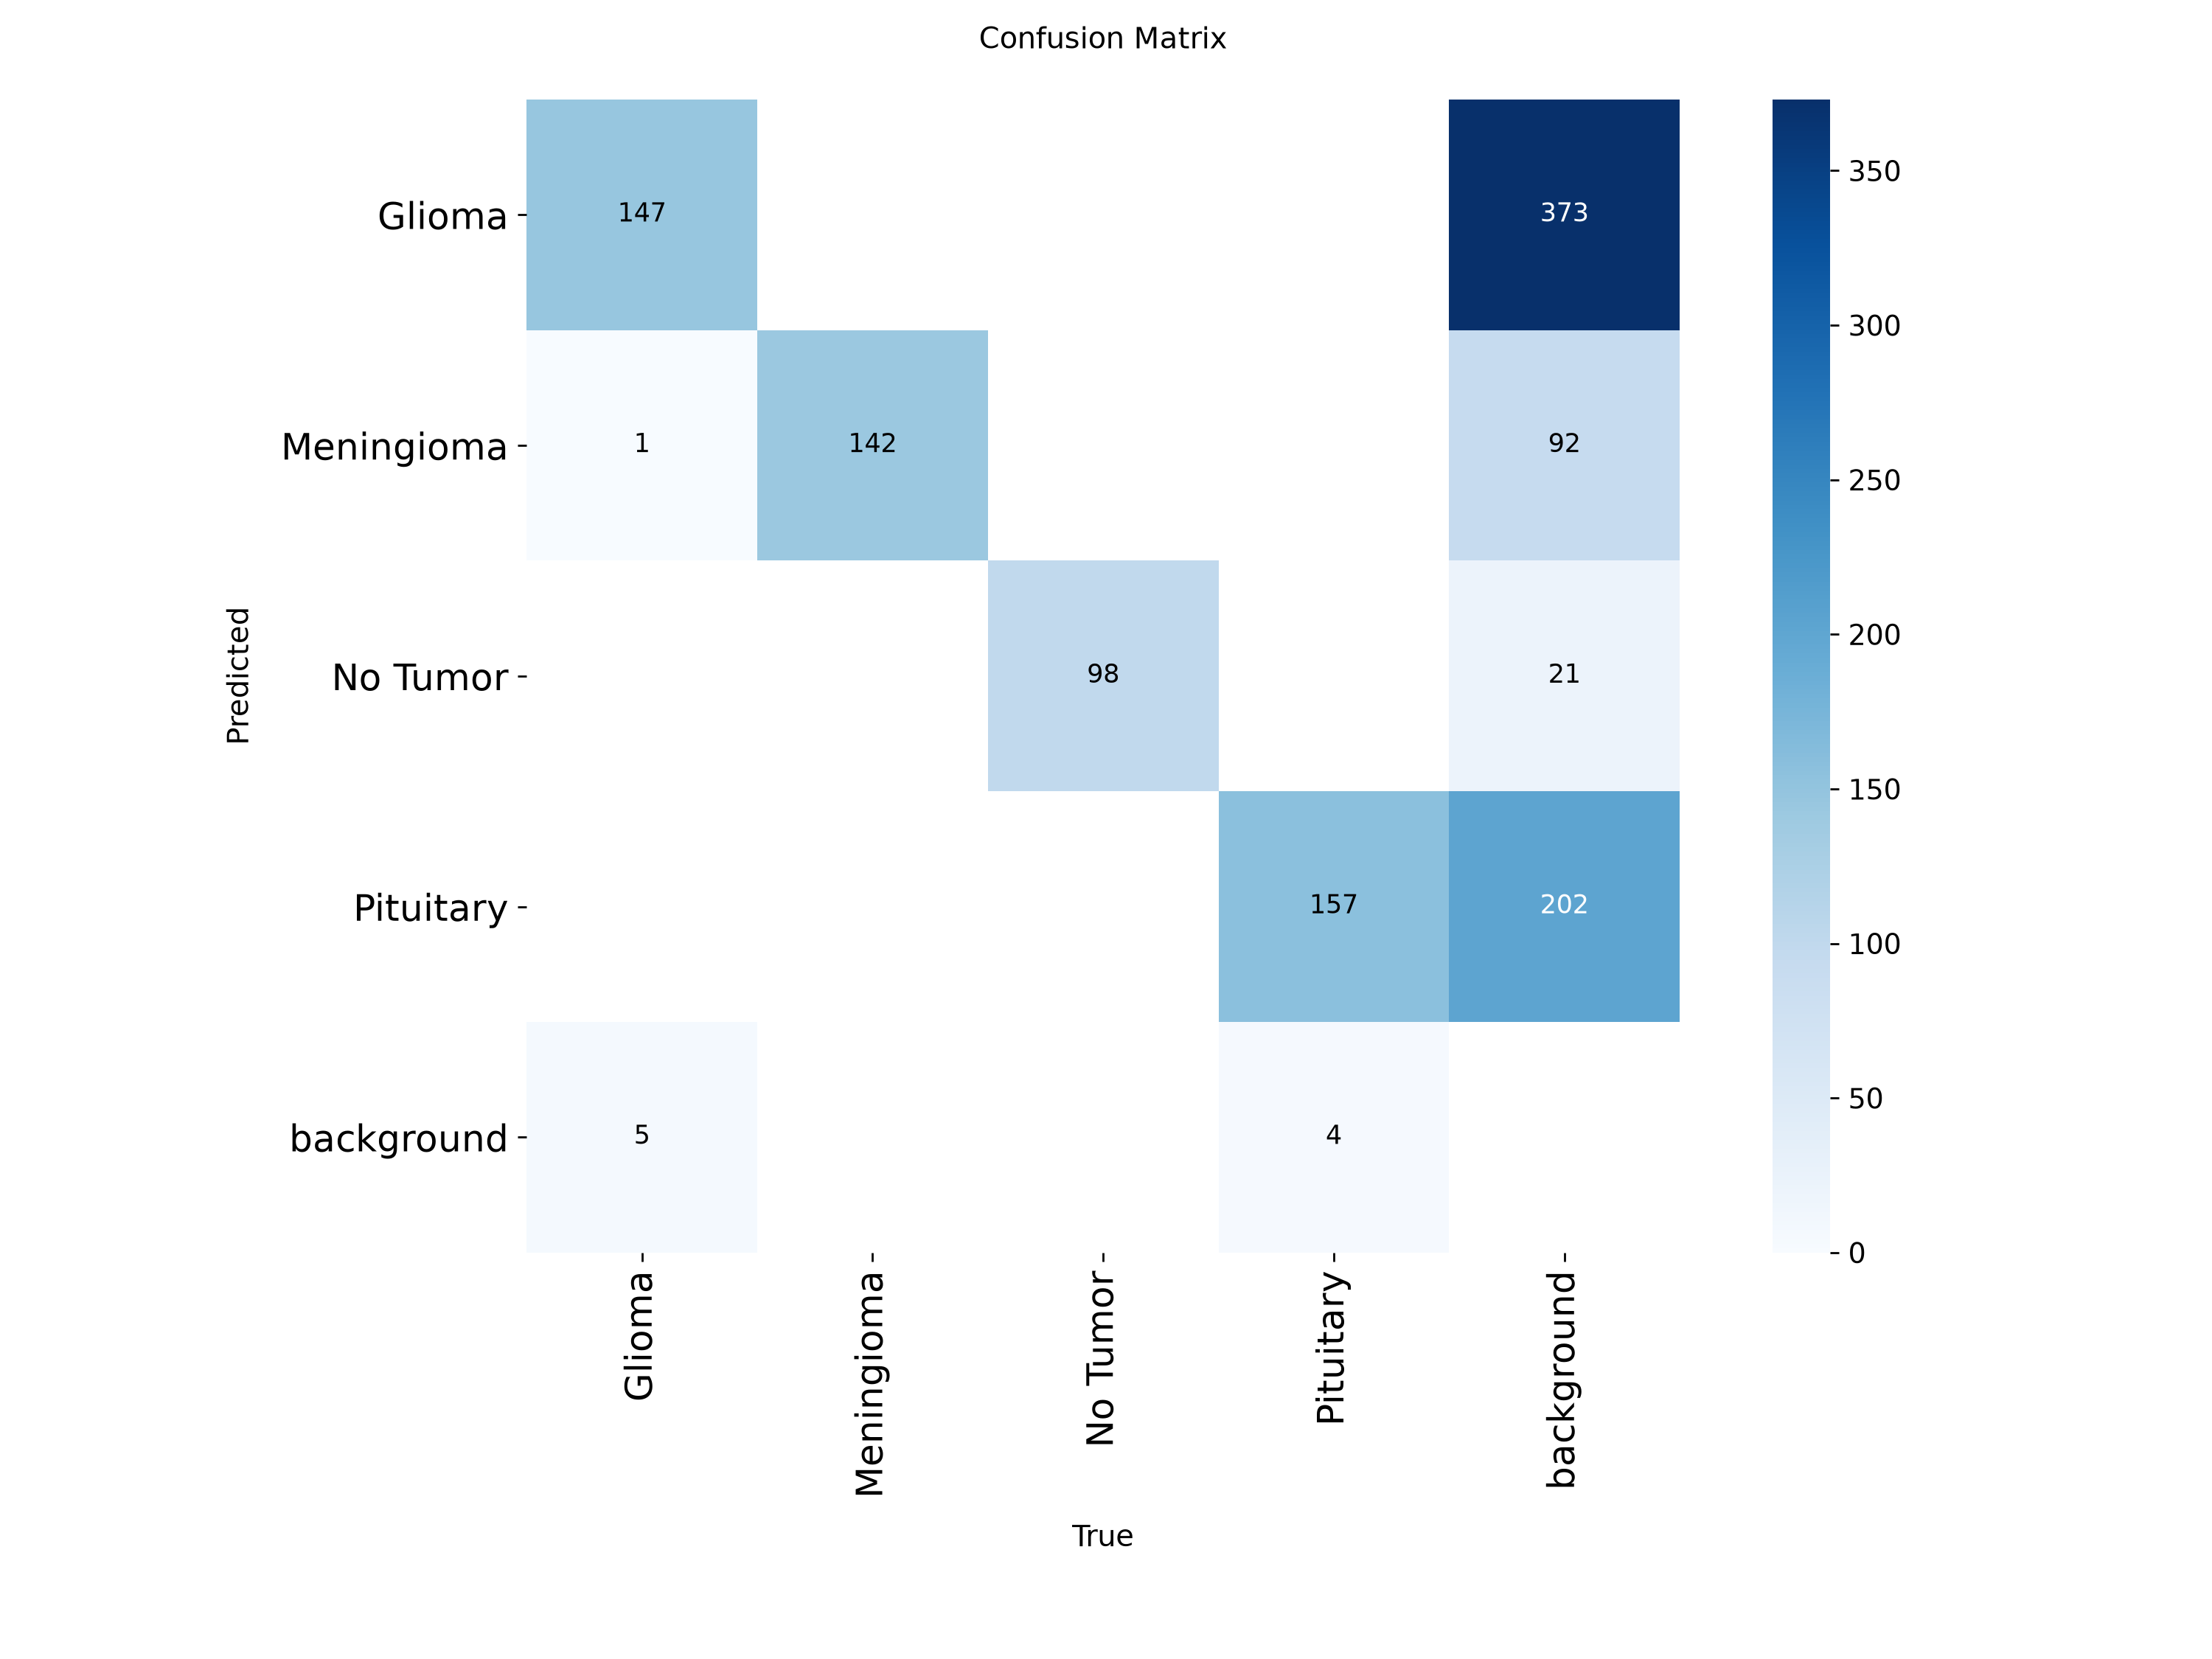 Confusion Matrix
Glioma
147
373
Meningioma
1
142
92
No Tumor
98
21
Pituitary
157
202
background
5
4
Predicted
Glioma
Meningioma
No Tumor
Pituitary
background
True
350
300
250
200
150
100
50
0